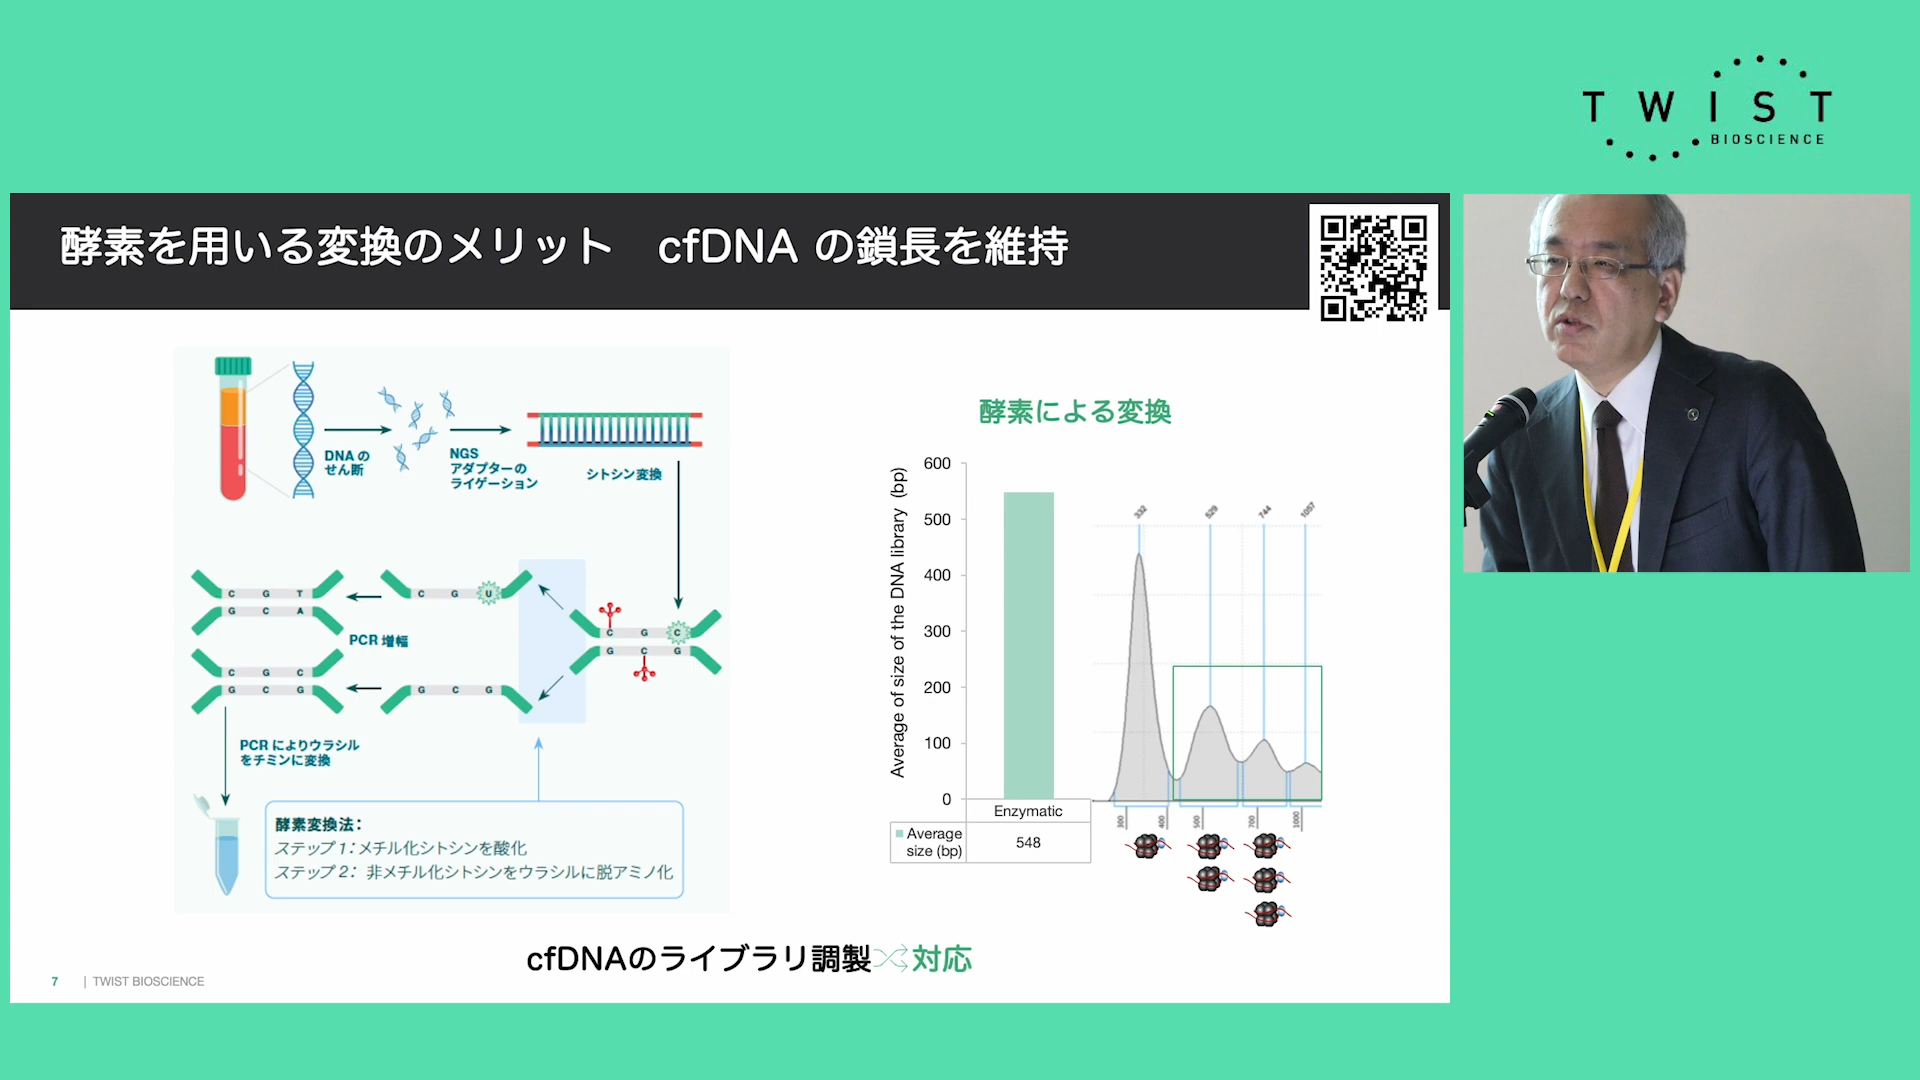 TWIST
BIOSCIENCE
酵素を用いる変換のメリット　cfDNA の鎖長を維持
DNA の
せん断
NGS
アダプターの
ライゲーション
シトシン変換
C G T
G C A
C G U
C G C
G C G
PCR 増幅
C G C
G C G
G C G
PCR によりウラシル
をチミンに変換
酵素変換法：
ステップ 1：メチル化シトシンを酸化
ステップ 2： 非メチル化シトシンをウラシルに脱アミノ化
酵素による変換
Average of size of the DNA library (bp)
600
500
400
300
200
100
0
Enzymatic
Average
size (bp)
548
332
529
744
1057
300
400
500
700
1000
cfDNAのライブラリ調製 対応
7 | TWIST BIOSCIENCE